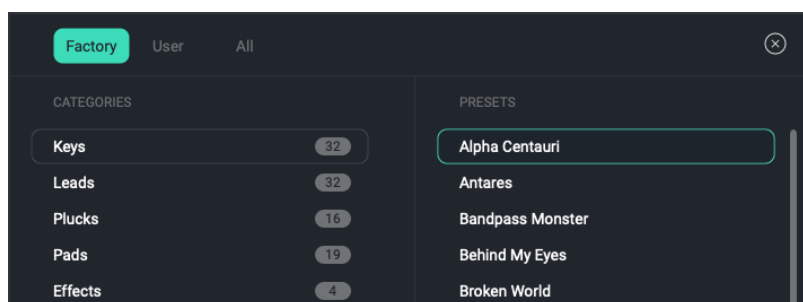 Factory User All
CATEGORIES
Keys 32
Leads 32
Plucks 16
Pads 19
Effects 4
PRESETS
Alpha Centauri
Antares
Bandpass Monster
Behind My Eyes
Broken World